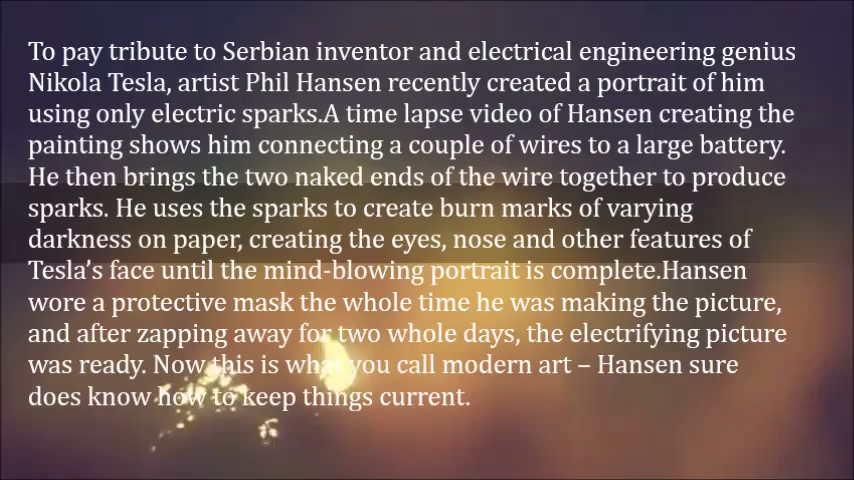 To pay tribute to Serbian inventor and electrical engineering genius
Nikola Tesla, artist Phil Hansen recently created a portrait of him
using only electric sparks.A time lapse video of Hansen creating the
painting shows him connecting a couple of wires to a large battery.
He then brings the two naked ends of the wire together to produce
sparks. He uses the sparks to create burn marks of varying
darkness on paper, creating the eyes, nose and other features of
Tesla’s face until the mind-blowing portrait is complete.Hansen
wore a protective mask the whole time he was making the picture,
and after zapping away for two whole days, the electrifying picture
was ready. Now this is what you call modern art – Hansen sure
does know how to keep things current.